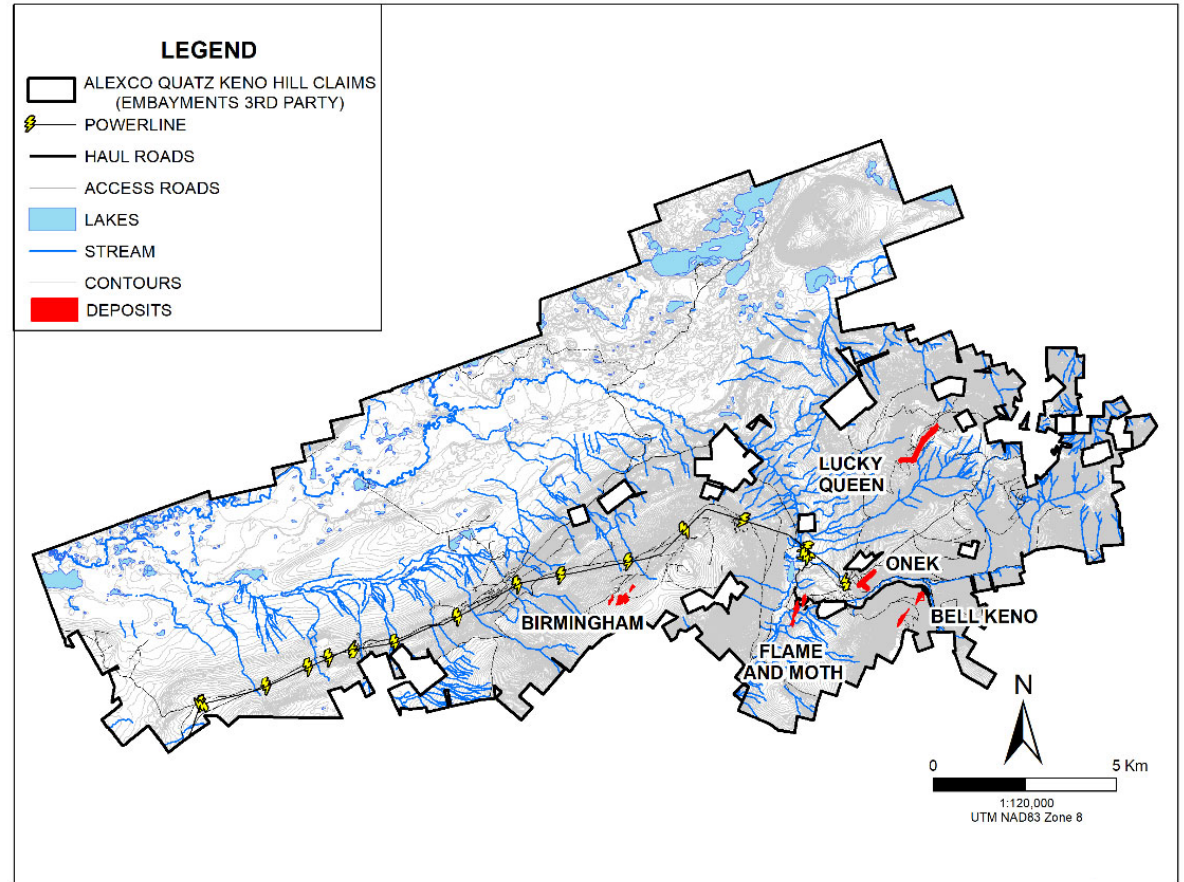 LEGEND
ALEXCO QUATZ KENO HILL CLAIMS
(EMBAYMENTS 3RD PARTY)
POWERLINE
HAUL ROADS
ACCESS ROADS
LAKES
STREAM
CONTOURS
DEPOSITS
LUCKY
QUEEN
ONEK
BIRMINGHAM
BELL KENO
FLAME
AND MOTH
N
0 5 Km
1:120,000
UTM NAD83 Zone 8